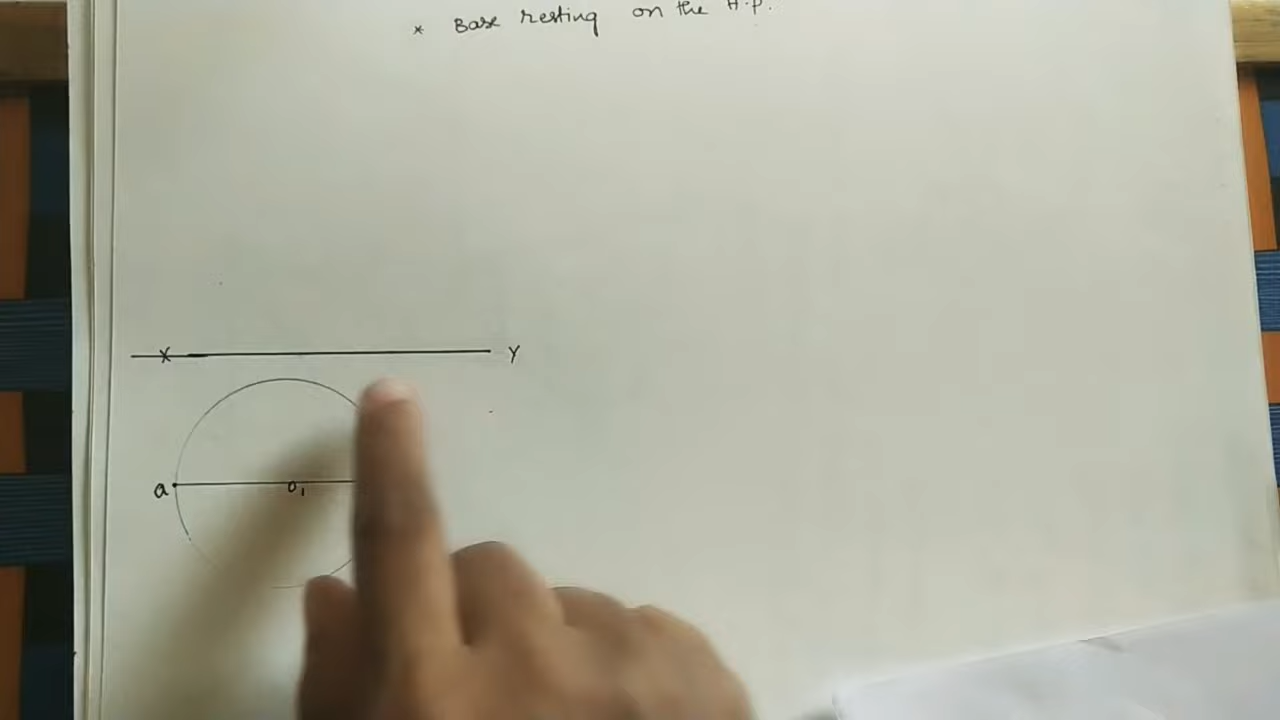 * Base resting on the H.P.
X Y
a o₁